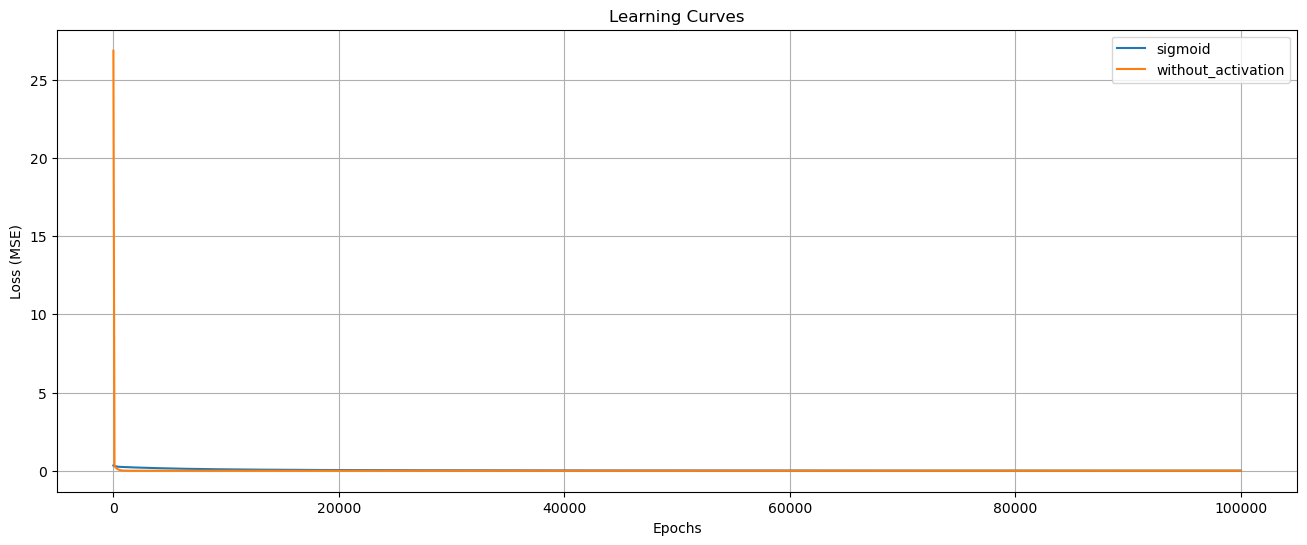 Learning Curves
sigmoid
without_activation
Loss (MSE)
25
20
15
10
5
0
0 20000 40000 60000 80000 100000
Epochs